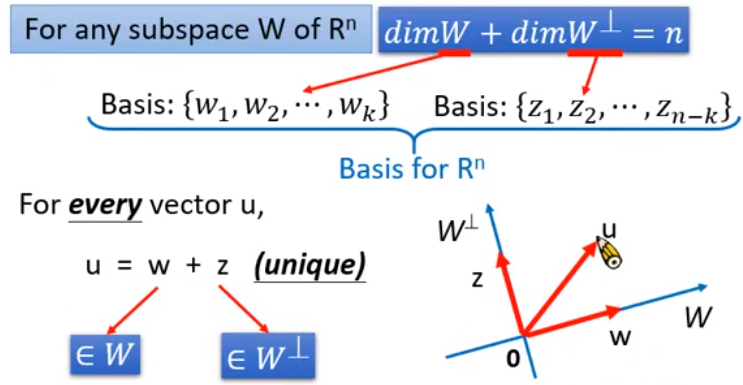 For any subspace W of Rⁿ dimW + dimW⊥ = n
Basis: {w₁, w₂, ⋯, wₖ} Basis: {z₁, z₂, ⋯, zₙ₋ₖ}
Basis for Rⁿ
For every vector u,
u = w + z (unique)
∈ W ∈ W⊥
W⊥
u
z
W
w
0